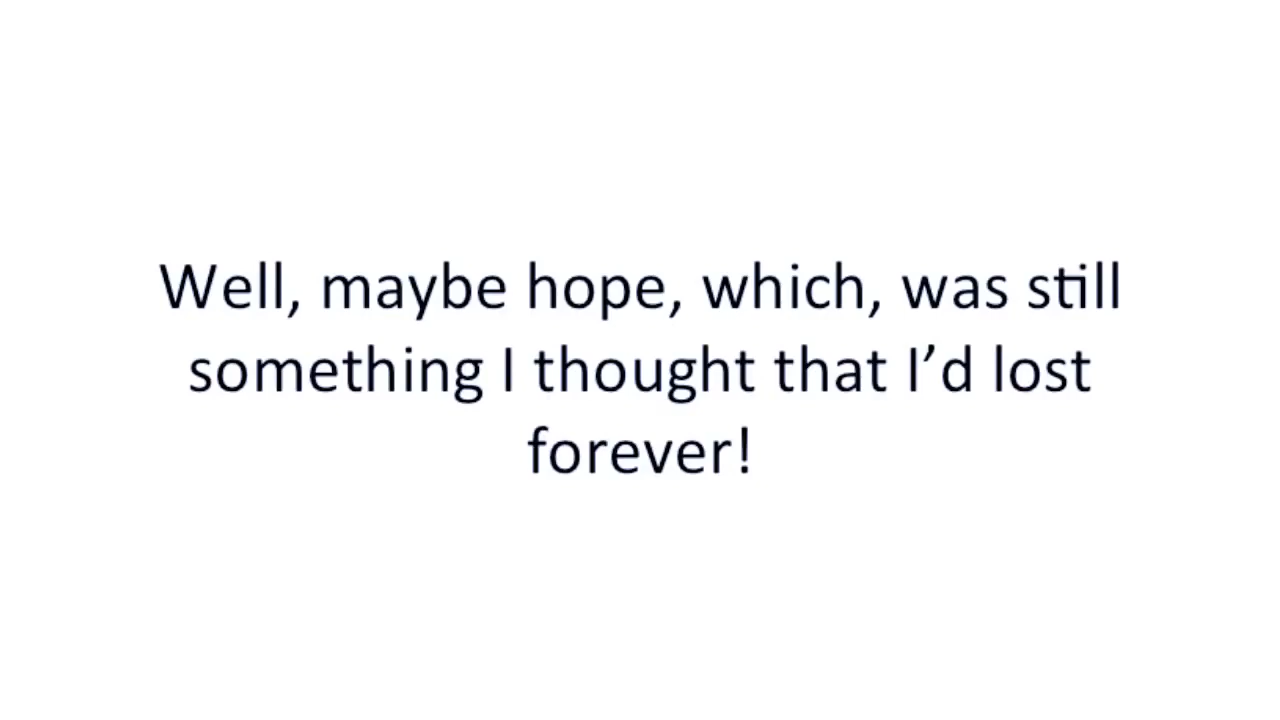 Well, maybe hope, which, was still
something I thought that I’d lost
forever!